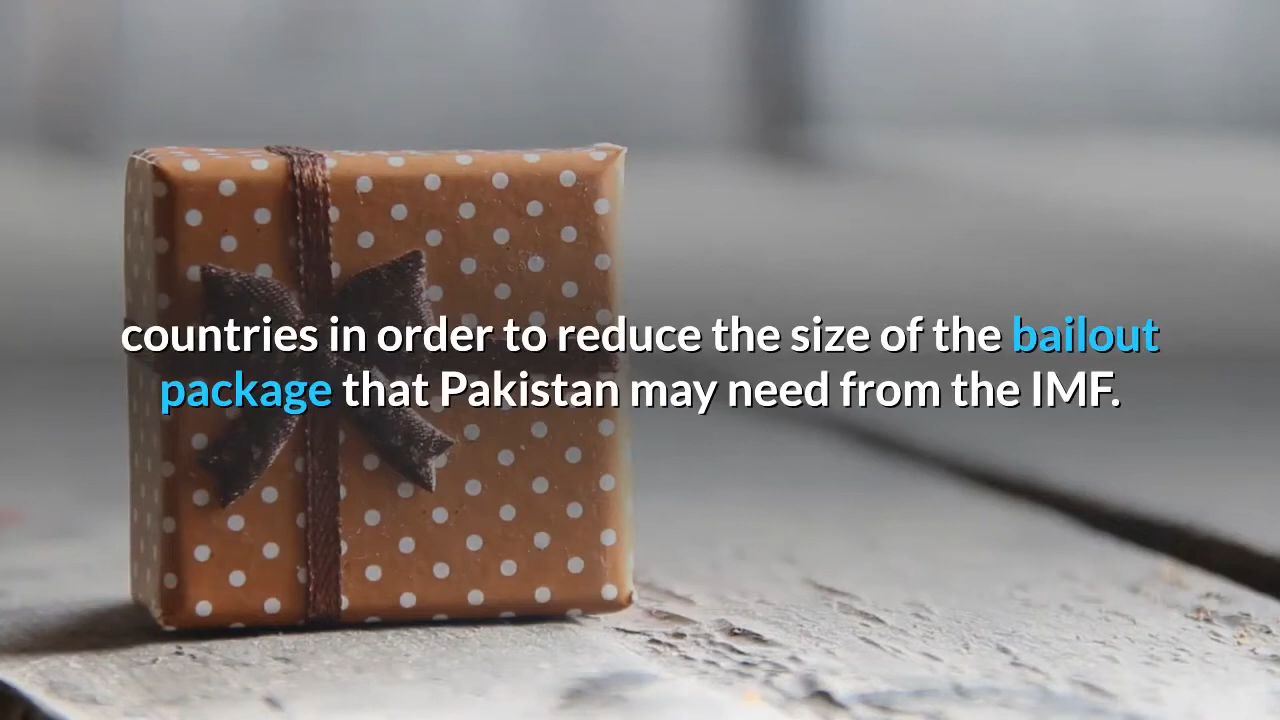 countries in order to reduce the size of the bailout
package that Pakistan may need from the IMF.